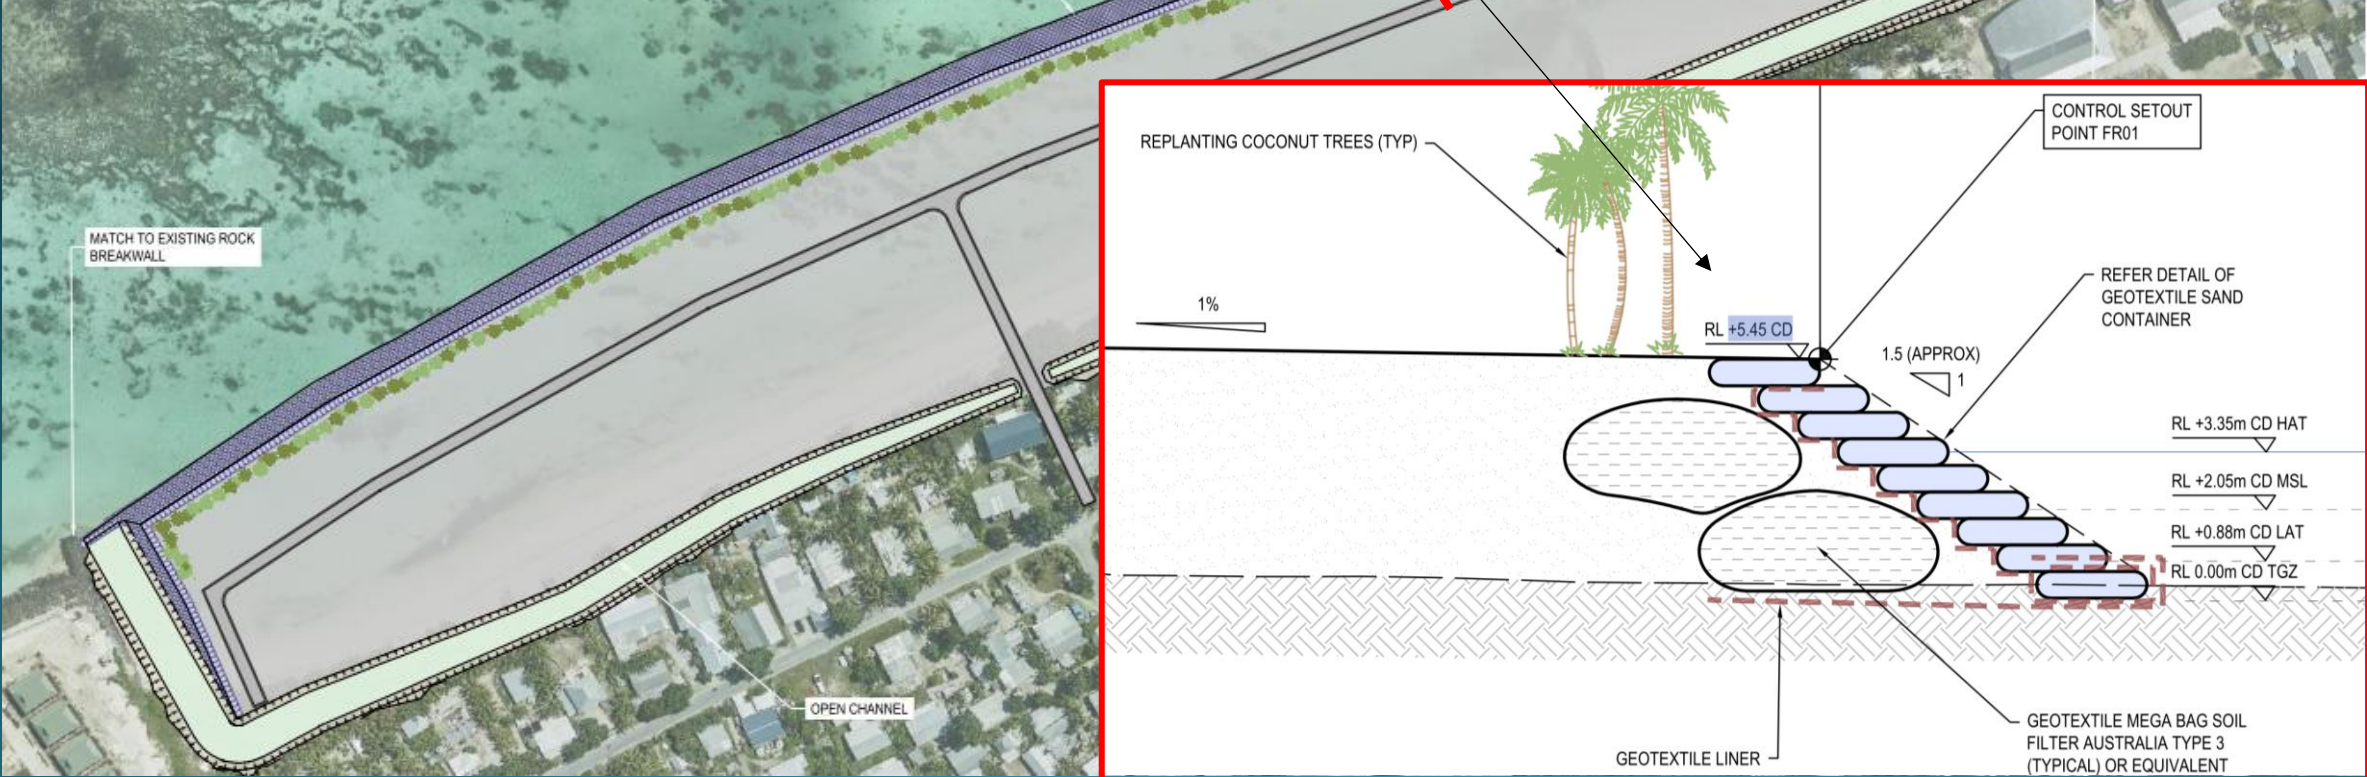 MATCH TO EXISTING ROCK
BREAKWALL
OPEN CHANNEL
REPLANTING COCONUT TREES (TYP)
CONTROL SETOUT
POINT FR01
1%
RL +5.45 CD
1.5 (APPROX)
1
REFER DETAIL OF
GEOTEXTILE SAND
CONTAINER
RL +3.35m CD HAT
RL +2.05m CD MSL
RL +0.88m CD LAT
RL 0.00m CD TGZ
GEOTEXTILE LINER
GEOTEXTILE MEGA BAG SOIL
FILTER AUSTRALIA TYPE 3
(TYPICAL) OR EQUIVALENT